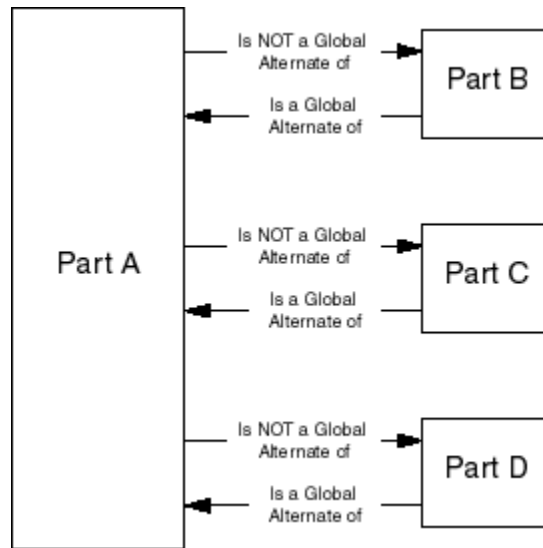 Part A
Is NOT a Global
Alternate of
Part B
Is a Global
Alternate of
Is NOT a Global
Alternate of
Part C
Is a Global
Alternate of
Is NOT a Global
Alternate of
Part D
Is a Global
Alternate of